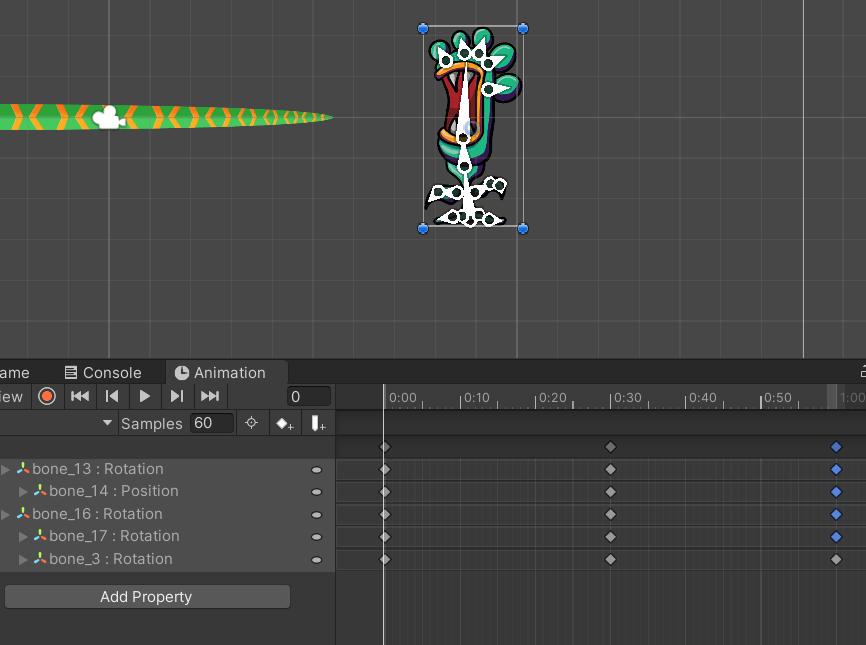 ame Console Animation
iew 0 0:00 0:10 0:20 0:30 0:40 0:50 1:00
Samples 60
bone_13 : Rotation
bone_14 : Position
bone_16 : Rotation
bone_17 : Rotation
bone_3 : Rotation
Add Property